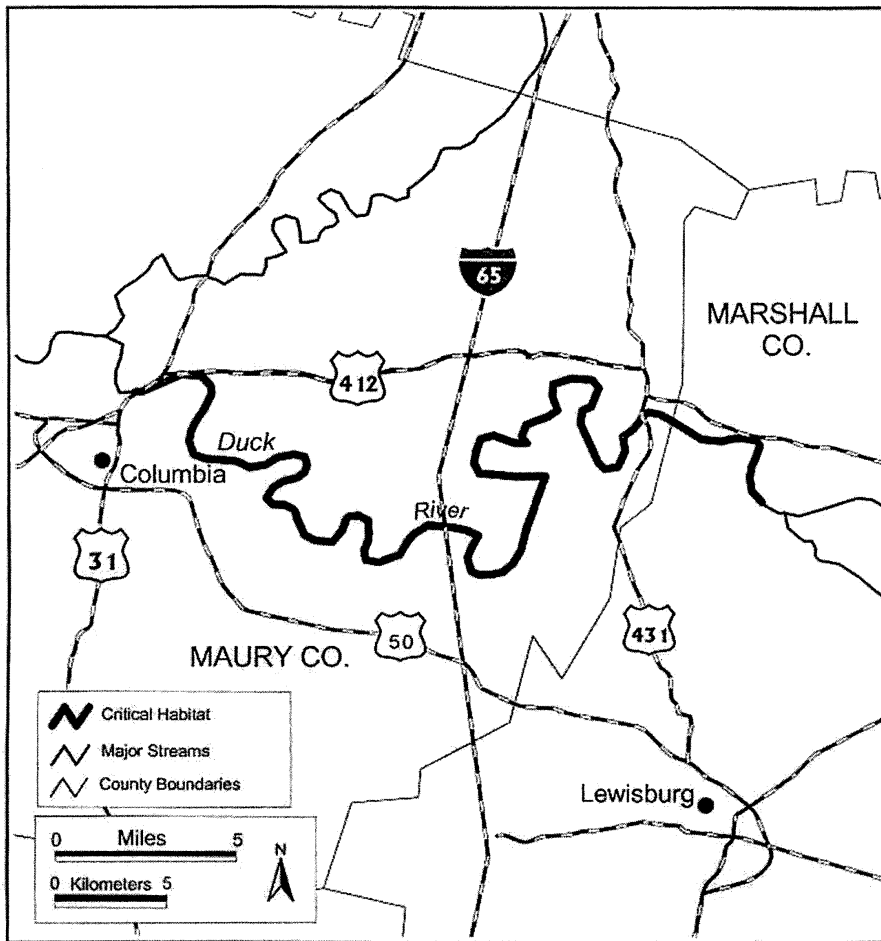 65
MARSHALL
CO.
412
Duck
Columbia
River
31
50
431
MAURY CO.
Critical Habitat
Major Streams
County Boundaries
Lewisburg
0 Miles 5
N
0 Kilometers 5